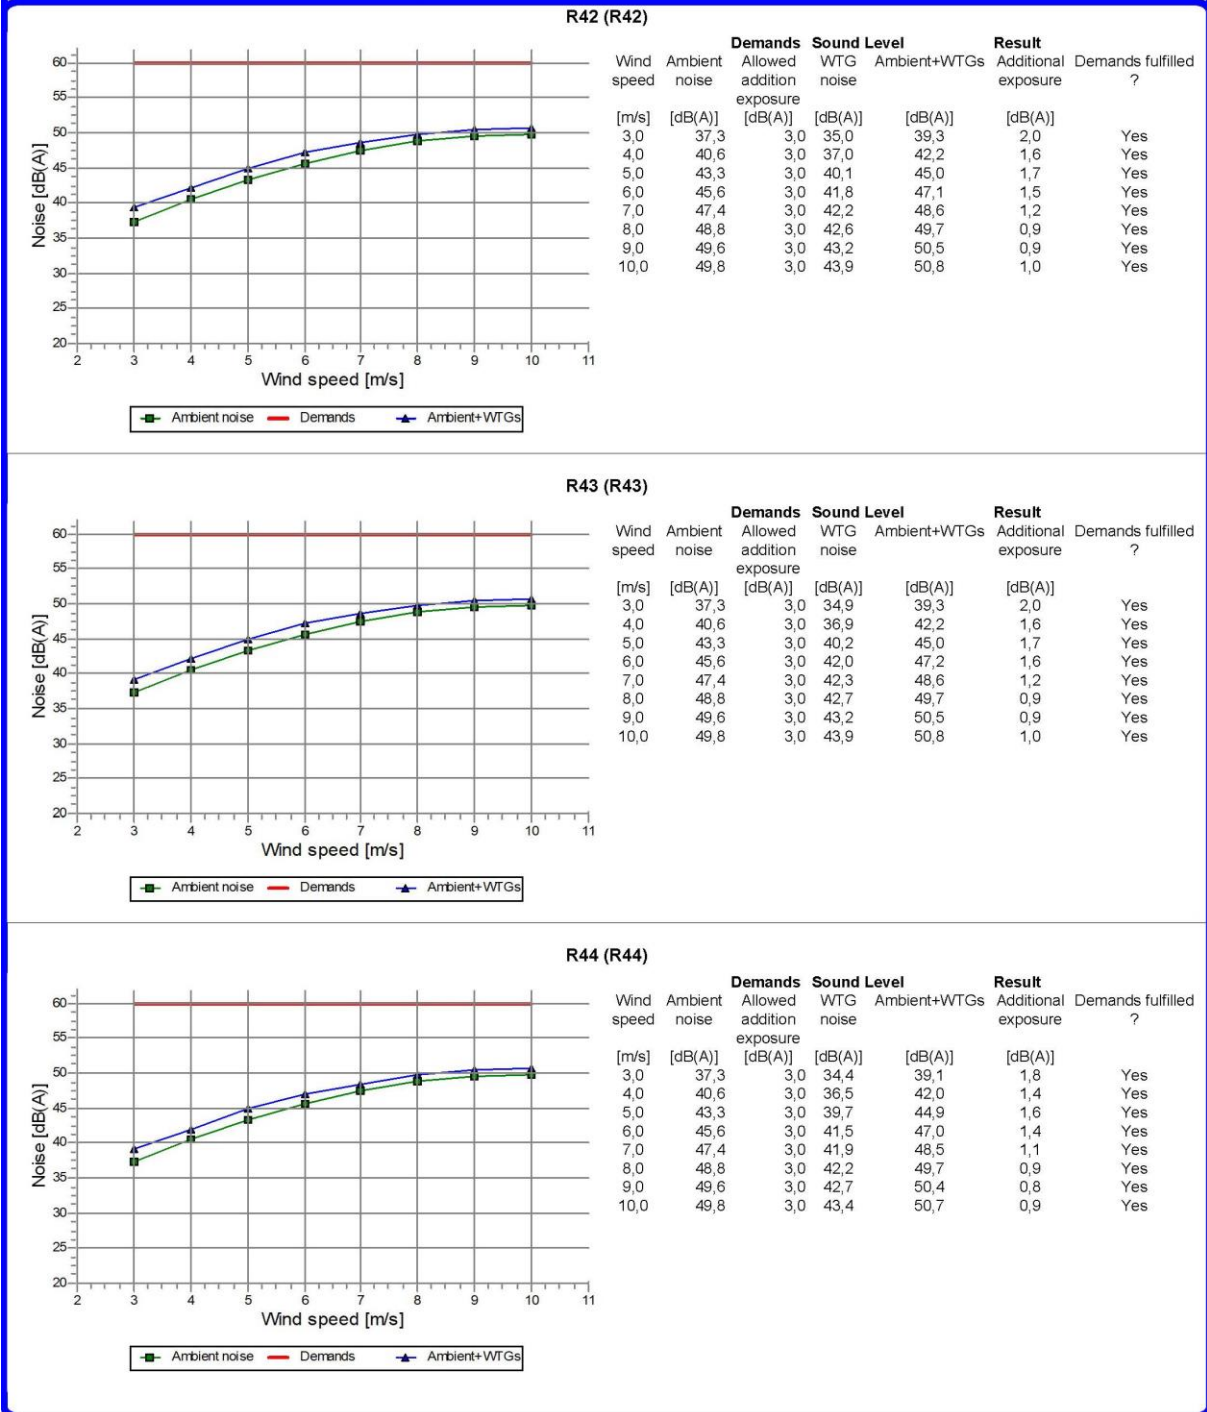 R42 (R42)
Demands Sound Level Result
Wind Ambient Allowed WTG Ambient+WTGs Additional Demands fulfilled
speed noise addition noise exposure ?
exposure
[m/s] [dB(A)] [dB(A)] [dB(A)] [dB(A)] [dB(A)]
3,0 37,3 3,0 35,0 39,3 2,0 Yes
4,0 40,6 3,0 37,0 42,2 1,6 Yes
5,0 43,3 3,0 40,1 45,0 1,7 Yes
6,0 45,6 3,0 41,8 47,1 1,5 Yes
7,0 47,4 3,0 42,2 48,6 1,2 Yes
8,0 48,8 3,0 42,6 49,7 0,9 Yes
9,0 49,6 3,0 43,2 50,5 0,9 Yes
10,0 49,8 3,0 43,9 50,8 1,0 Yes
Noise [dB(A)]
60
55
50
45
40
35
30
25
20
2 3 4 5 6 7 8 9 10 11
Wind speed [m/s]
Ambient noise Demands Ambient+WTGs
R43 (R43)
Demands Sound Level Result
Wind Ambient Allowed WTG Ambient+WTGs Additional Demands fulfilled
speed noise addition noise exposure ?
exposure
[m/s] [dB(A)] [dB(A)] [dB(A)] [dB(A)] [dB(A)]
3,0 37,3 3,0 34,9 39,3 2,0 Yes
4,0 40,6 3,0 36,9 42,2 1,6 Yes
5,0 43,3 3,0 40,2 45,0 1,7 Yes
6,0 45,6 3,0 42,0 47,2 1,6 Yes
7,0 47,4 3,0 42,3 48,6 1,2 Yes
8,0 48,8 3,0 42,7 49,7 0,9 Yes
9,0 49,6 3,0 43,2 50,5 0,9 Yes
10,0 49,8 3,0 43,9 50,8 1,0 Yes
Noise [dB(A)]
60
55
50
45
40
35
30
25
20
2 3 4 5 6 7 8 9 10 11
Wind speed [m/s]
Ambient noise Demands Ambient+WTGs
R44 (R44)
Demands Sound Level Result
Wind Ambient Allowed WTG Ambient+WTGs Additional Demands fulfilled
speed noise addition noise exposure ?
exposure
[m/s] [dB(A)] [dB(A)] [dB(A)] [dB(A)] [dB(A)]
3,0 37,3 3,0 34,4 39,1 1,8 Yes
4,0 40,6 3,0 36,5 42,0 1,4 Yes
5,0 43,3 3,0 39,7 44,9 1,6 Yes
6,0 45,6 3,0 41,5 47,0 1,4 Yes
7,0 47,4 3,0 41,9 48,5 1,1 Yes
8,0 48,8 3,0 42,2 49,7 0,9 Yes
9,0 49,6 3,0 42,7 50,4 0,8 Yes
10,0 49,8 3,0 43,4 50,7 0,9 Yes
Noise [dB(A)]
60
55
50
45
40
35
30
25
20
2 3 4 5 6 7 8 9 10 11
Wind speed [m/s]
Ambient noise Demands Ambient+WTGs